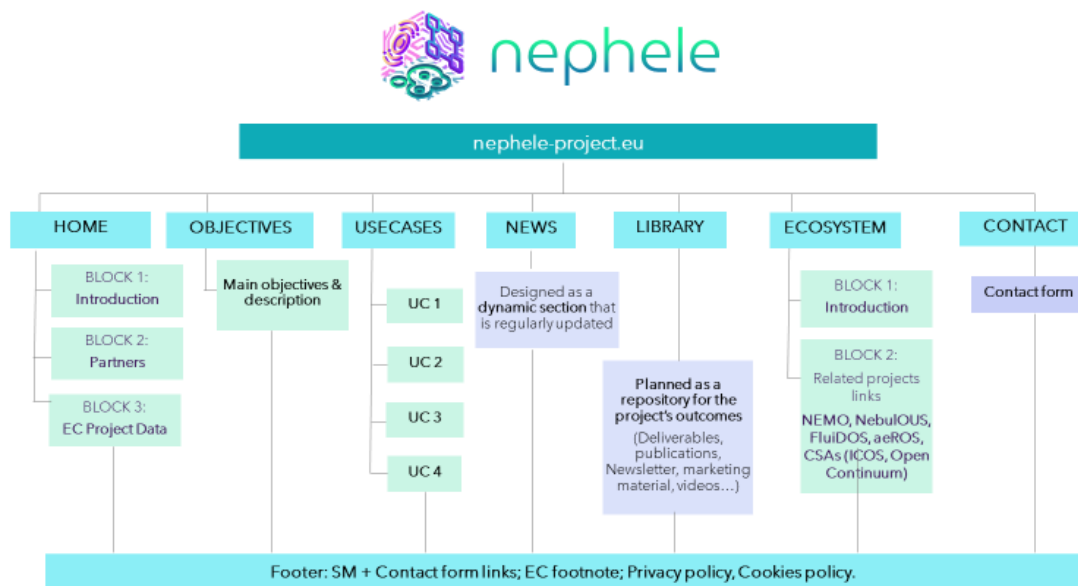 nephele
nephele-project.eu
HOME
OBJECTIVES
USECASES
NEWS
LIBRARY
ECOSYSTEM
CONTACT
BLOCK 1:
Introduction
BLOCK 2:
Partners
BLOCK 3:
EC Project Data
Main objectives &
description
UC 1
UC 2
UC 3
UC 4
Designed as a
dynamic section that
is regularly updated
Planned as a
repository for the
project's outcomes
(Deliverables,
publications,
Newsletter, marketing
material, videos...)
BLOCK 1:
Introduction
BLOCK 2:
Related projects
links
NEMO, NebulOUS,
FluiDOS, aeROS,
CSAs (ICOS, Open
Continuum)
Contact form
Footer: SM + Contact form links; EC footnote; Privacy policy, Cookies policy.